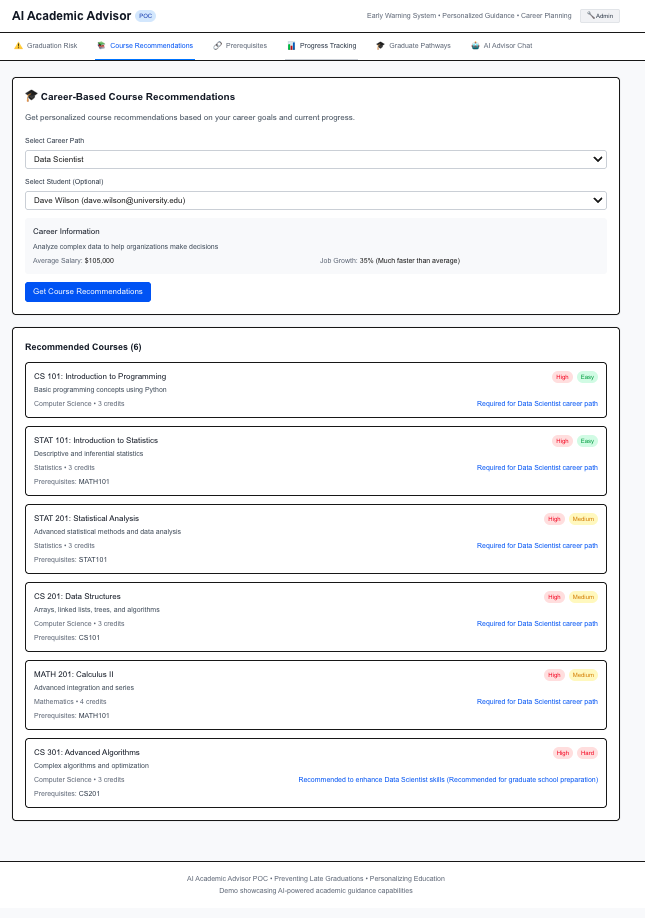 AI Academic Advisor POC
Early Warning System • Personalized Guidance • Career Planning
Admin
Graduation Risk
Course Recommendations
Prerequisites
Progress Tracking
Graduate Pathways
AI Advisor Chat
Career-Based Course Recommendations
Get personalized course recommendations based on your career goals and current progress.
Select Career Path
Data Scientist
Select Student (Optional)
Dave Wilson (dave.wilson@university.edu)
Career Information
Analyze complex data to help organizations make decisions
Average Salary: $105,000
Job Growth: 35% (Much faster than average)
Get Course Recommendations
Recommended Courses (6)
CS 101: Introduction to Programming
High Easy
Basic programming concepts using Python
Computer Science • 3 credits
Required for Data Scientist career path
STAT 101: Introduction to Statistics
High Easy
Descriptive and inferential statistics
Statistics • 3 credits
Required for Data Scientist career path
Prerequisites: MATH101
STAT 201: Statistical Analysis
High Medium
Advanced statistical methods and data analysis
Statistics • 3 credits
Required for Data Scientist career path
Prerequisites: STAT101
CS 201: Data Structures
High Medium
Arrays, linked lists, trees, and algorithms
Computer Science • 3 credits
Required for Data Scientist career path
Prerequisites: CS101
MATH 201: Calculus II
High Medium
Advanced integration and series
Mathematics • 4 credits
Required for Data Scientist career path
Prerequisites: MATH101
CS 301: Advanced Algorithms
High Hard
Complex algorithms and optimization
Computer Science • 3 credits
Recommended to enhance Data Scientist skills (Recommended for graduate school preparation)
Prerequisites: CS201
AI Academic Advisor POC • Preventing Late Graduations • Personalizing Education
Demo showcasing AI-powered academic guidance capabilities